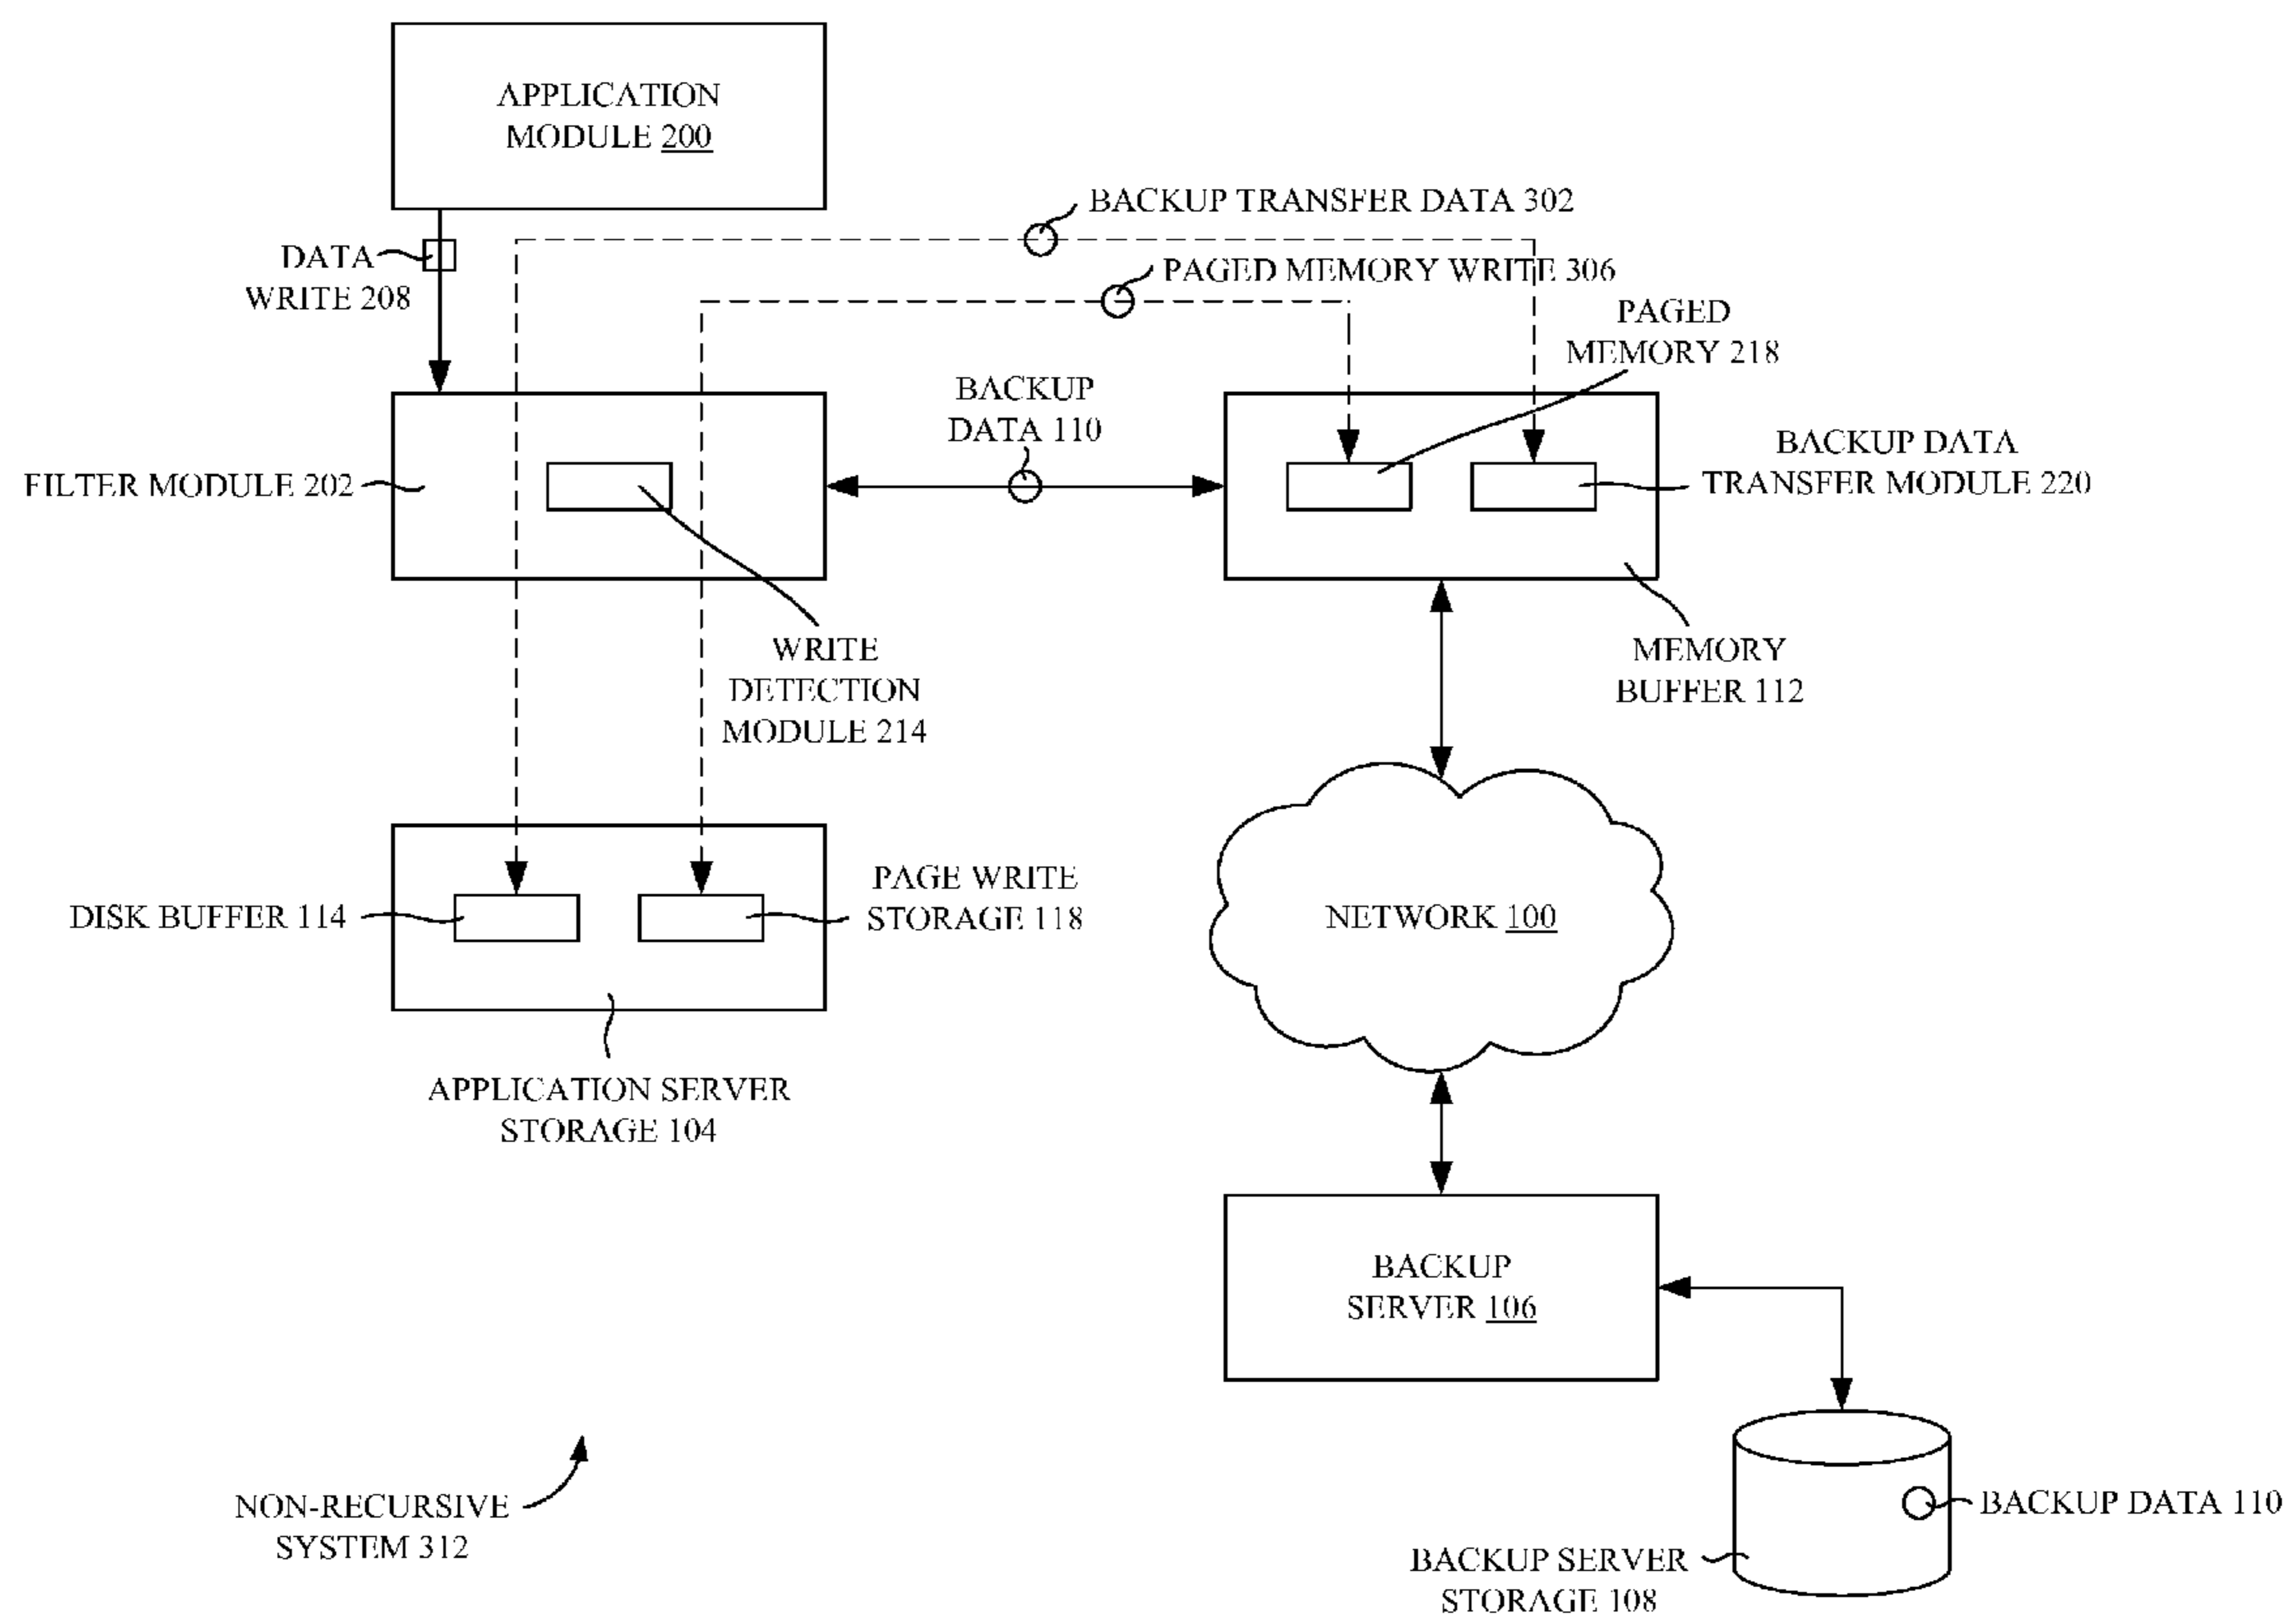 APPLICATION
MODULE 200
BACKUP TRANSFER DATA 302
DATA
WRITE 208
PAGED MEMORY WRITE 306
PAGED
MEMORY 218
BACKUP
DATA 110
BACKUP DATA
TRANSFER MODULE 220
FILTER MODULE 202
WRITE
DETECTION
MODULE 214
MEMORY
BUFFER 112
PAGE WRITE
STORAGE 118
DISK BUFFER 114
NETWORK 100
APPLICATION SERVER
STORAGE 104
BACKUP
SERVER 106
NON-RECURSIVE
SYSTEM 312
BACKUP DATA 110
BACKUP SERVER
STORAGE 108